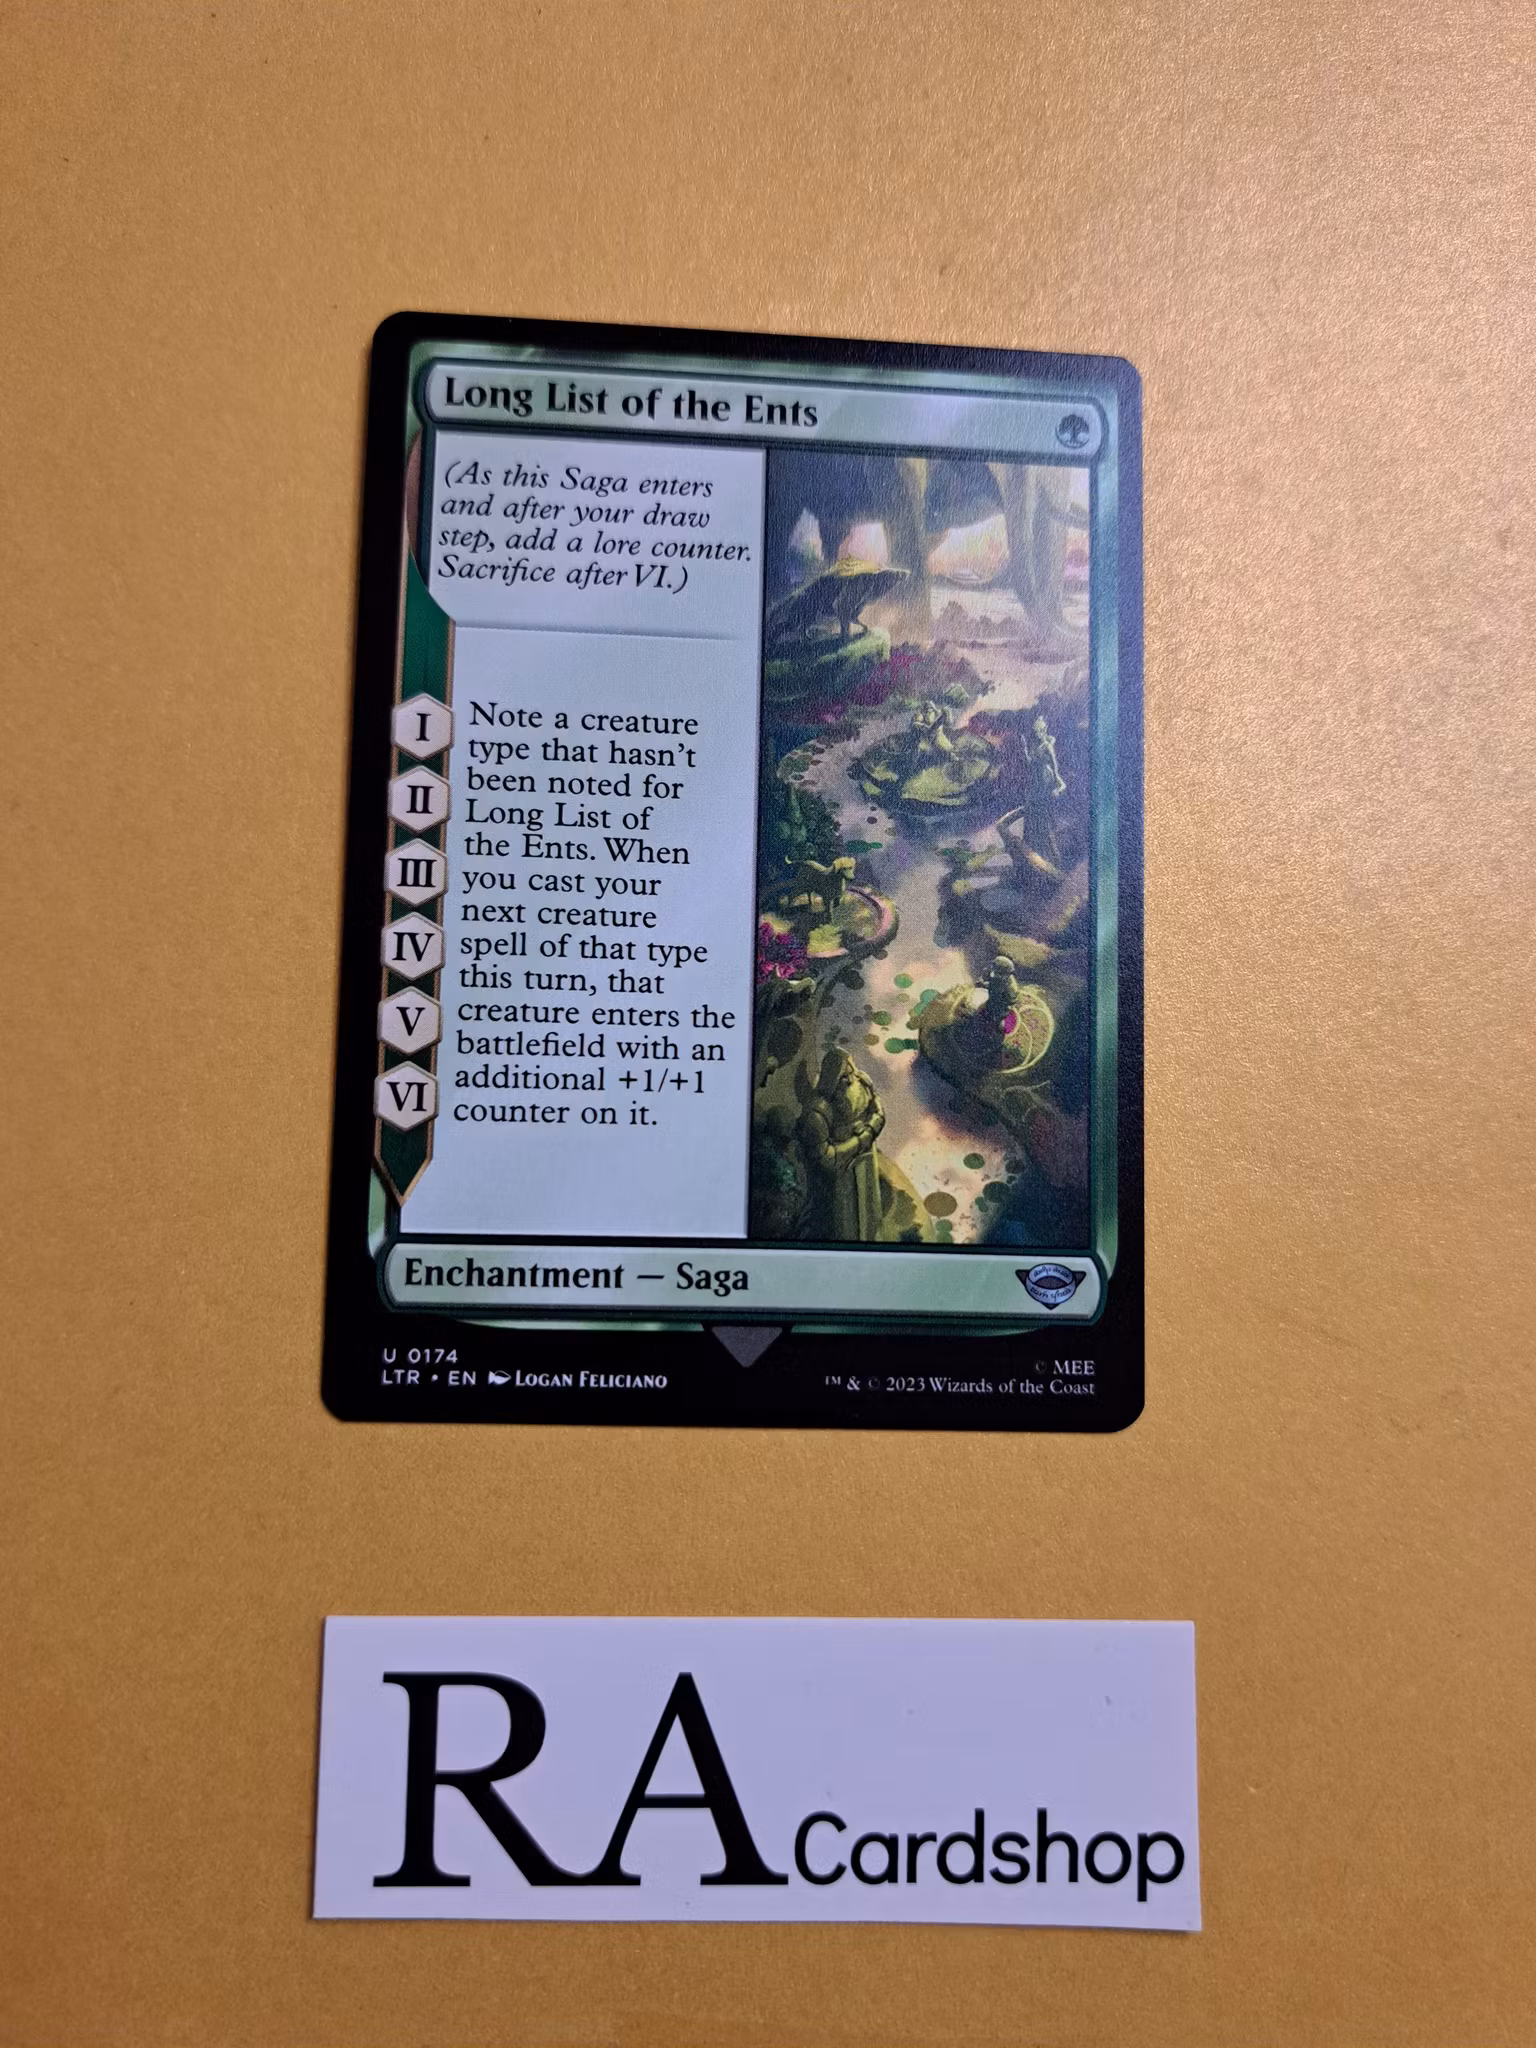 Long List of the Ents
(As this Saga enters
and after your draw
step, add a lore counter.
Sacrifice after VI.)
I
II
III
IV
V
VI
Note a creature
type that hasn't
been noted for
Long List of
the Ents. When
you cast your
next creature
spell of that type
this turn, that
creature enters the
battlefield with an
additional +1/+1
counter on it.
Enchantment — Saga
U 0174
LTR • EN LOGAN FELICIANO
© MEE
™ & © 2023 Wizards of the Coast
RA Cardshop